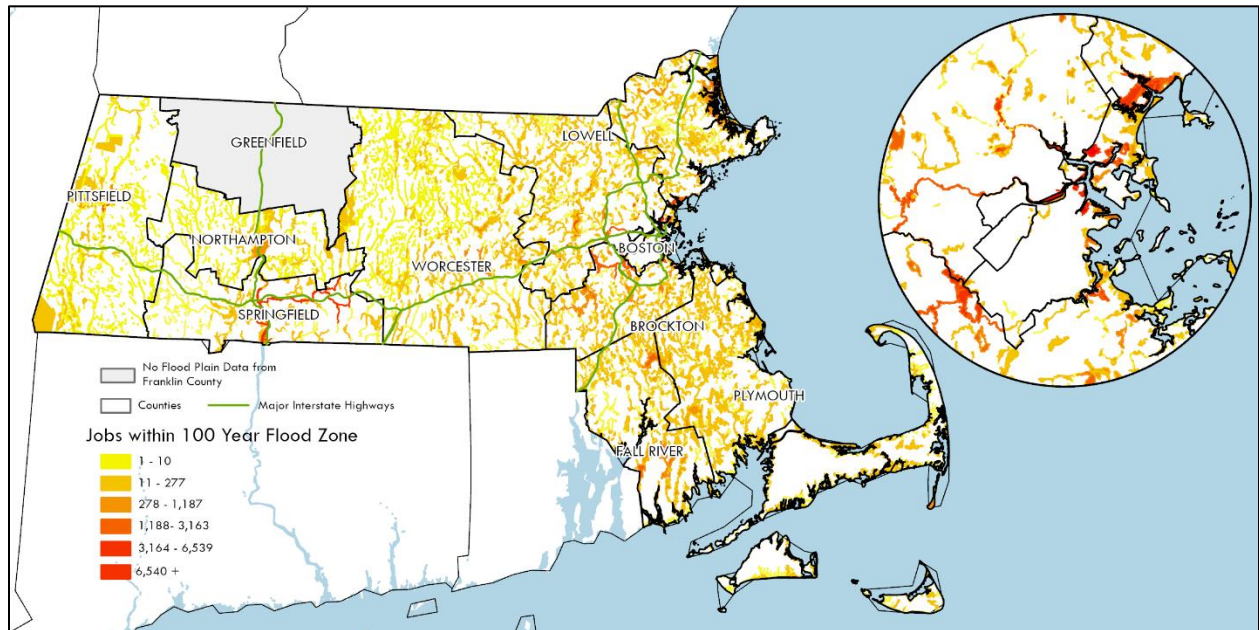 GREENFIELD
LOWELL
PITTSFIELD
NORTHAMPTON
BOSTON
WORCESTER
SPRINGFIELD
BROCKTON
PLYMOUTH
FALL RIVER
No Flood Plain Data from
Franklin County
Counties
Major Interstate Highways
Jobs within 100 Year Flood Zone
1 - 10
11 - 277
278 - 1,187
1,188- 3,163
3,164 - 6,539
6,540 +